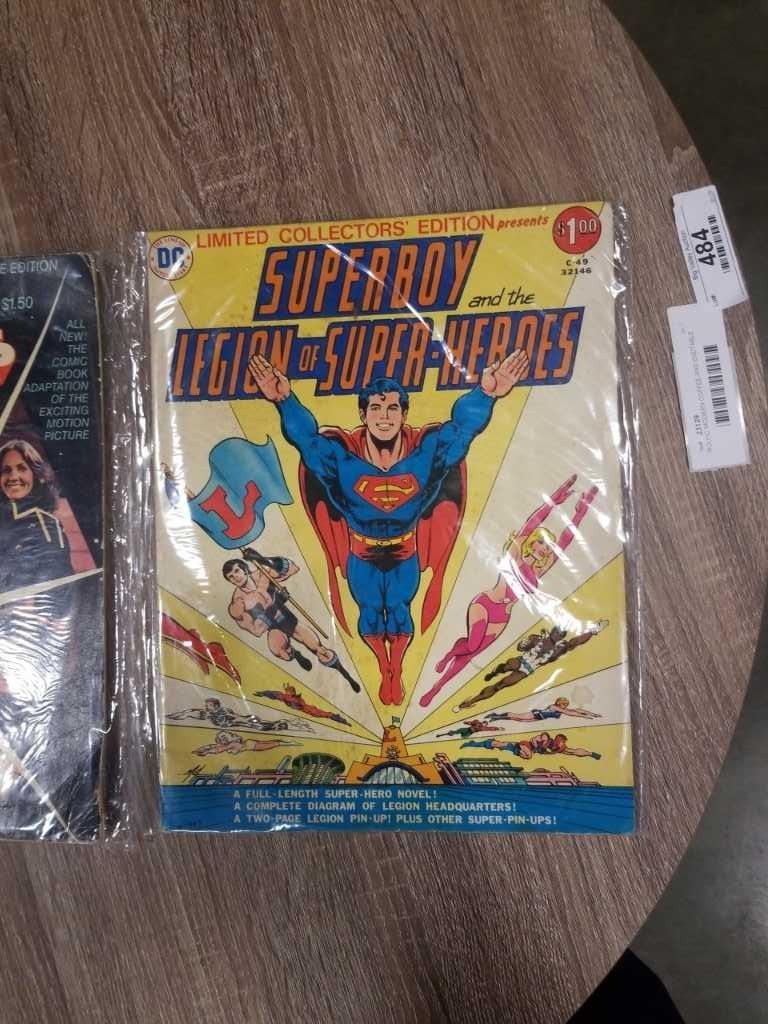 LIMITED COLLECTORS' EDITION presents
$1.00
DC
C-49
32146
SUPERBOY
and the
LEGION OF SUPER-HEROES
L
S
A FULL-LENGTH SUPER-HERO NOVEL!
A COMPLETE DIAGRAM OF LEGION HEADQUARTERS!
A TWO-PAGE LEGION PIN-UP! PLUS OTHER SUPER-PIN-UPS!
E EDITION
$1.50
ALL
NEW!
THE
COMIC
BOOK
ADAPTATION
OF THE
EXCITING
MOTION
PICTURE
484
23129